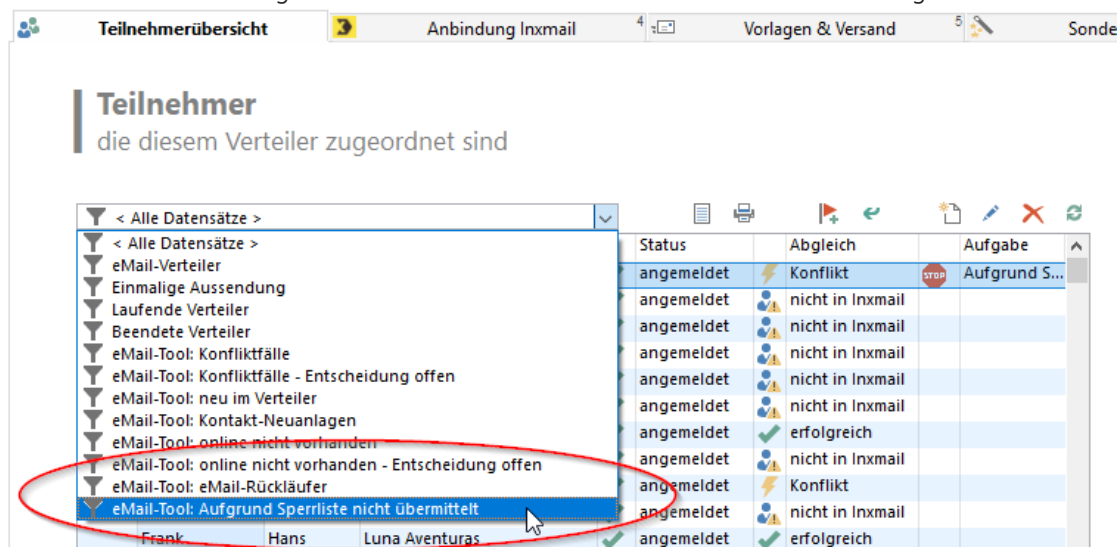 Teilnehmerübersicht Anbindung Inxmail 4 Vorlagen & Versand 5 Sonde
Teilnehmer
die diesem Verteiler zugeordnet sind
< Alle Datensätze >
< Alle Datensätze > Status Abgleich Aufgabe
eMail-Verteiler angemeldet Konflikt STOP Aufgrund S...
Einmalige Aussendung angemeldet nicht in Inxmail
Laufende Verteiler
Beendete Verteiler angemeldet nicht in Inxmail
eMail-Tool: Konfliktfälle angemeldet nicht in Inxmail
eMail-Tool: Konfliktfälle - Entscheidung offen angemeldet nicht in Inxmail
eMail-Tool: neu im Verteiler angemeldet nicht in Inxmail
eMail-Tool: Kontakt-Neuanlagen
eMail-Tool: online nicht vorhanden angemeldet erfolgreich
eMail-Tool: online nicht vorhanden - Entscheidung offen angemeldet nicht in Inxmail
eMail-Tool: eMail-Rückläufer angemeldet Konflikt
eMail-Tool: Aufgrund Sperrliste nicht übermittelt angemeldet nicht in Inxmail
Frank Hans Luna Aventuras angemeldet erfolgreich